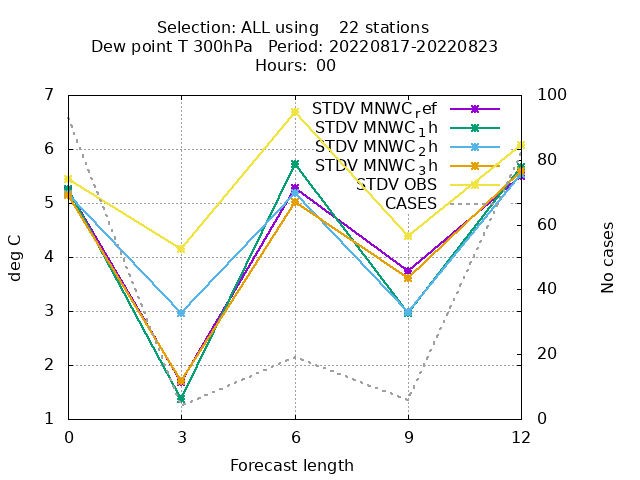 Selection: ALL using    22 stations
Dew point T 300hPa   Period: 20220817-20220823
Hours:  00
deg C
No cases
7
6
5
4
3
2
1
100
80
60
40
20
0
STDV MNWC_ref
STDV MNWC_1h
STDV MNWC_2h
STDV MNWC_3h
STDV OBS
CASES
0 3 6 9 12
Forecast length